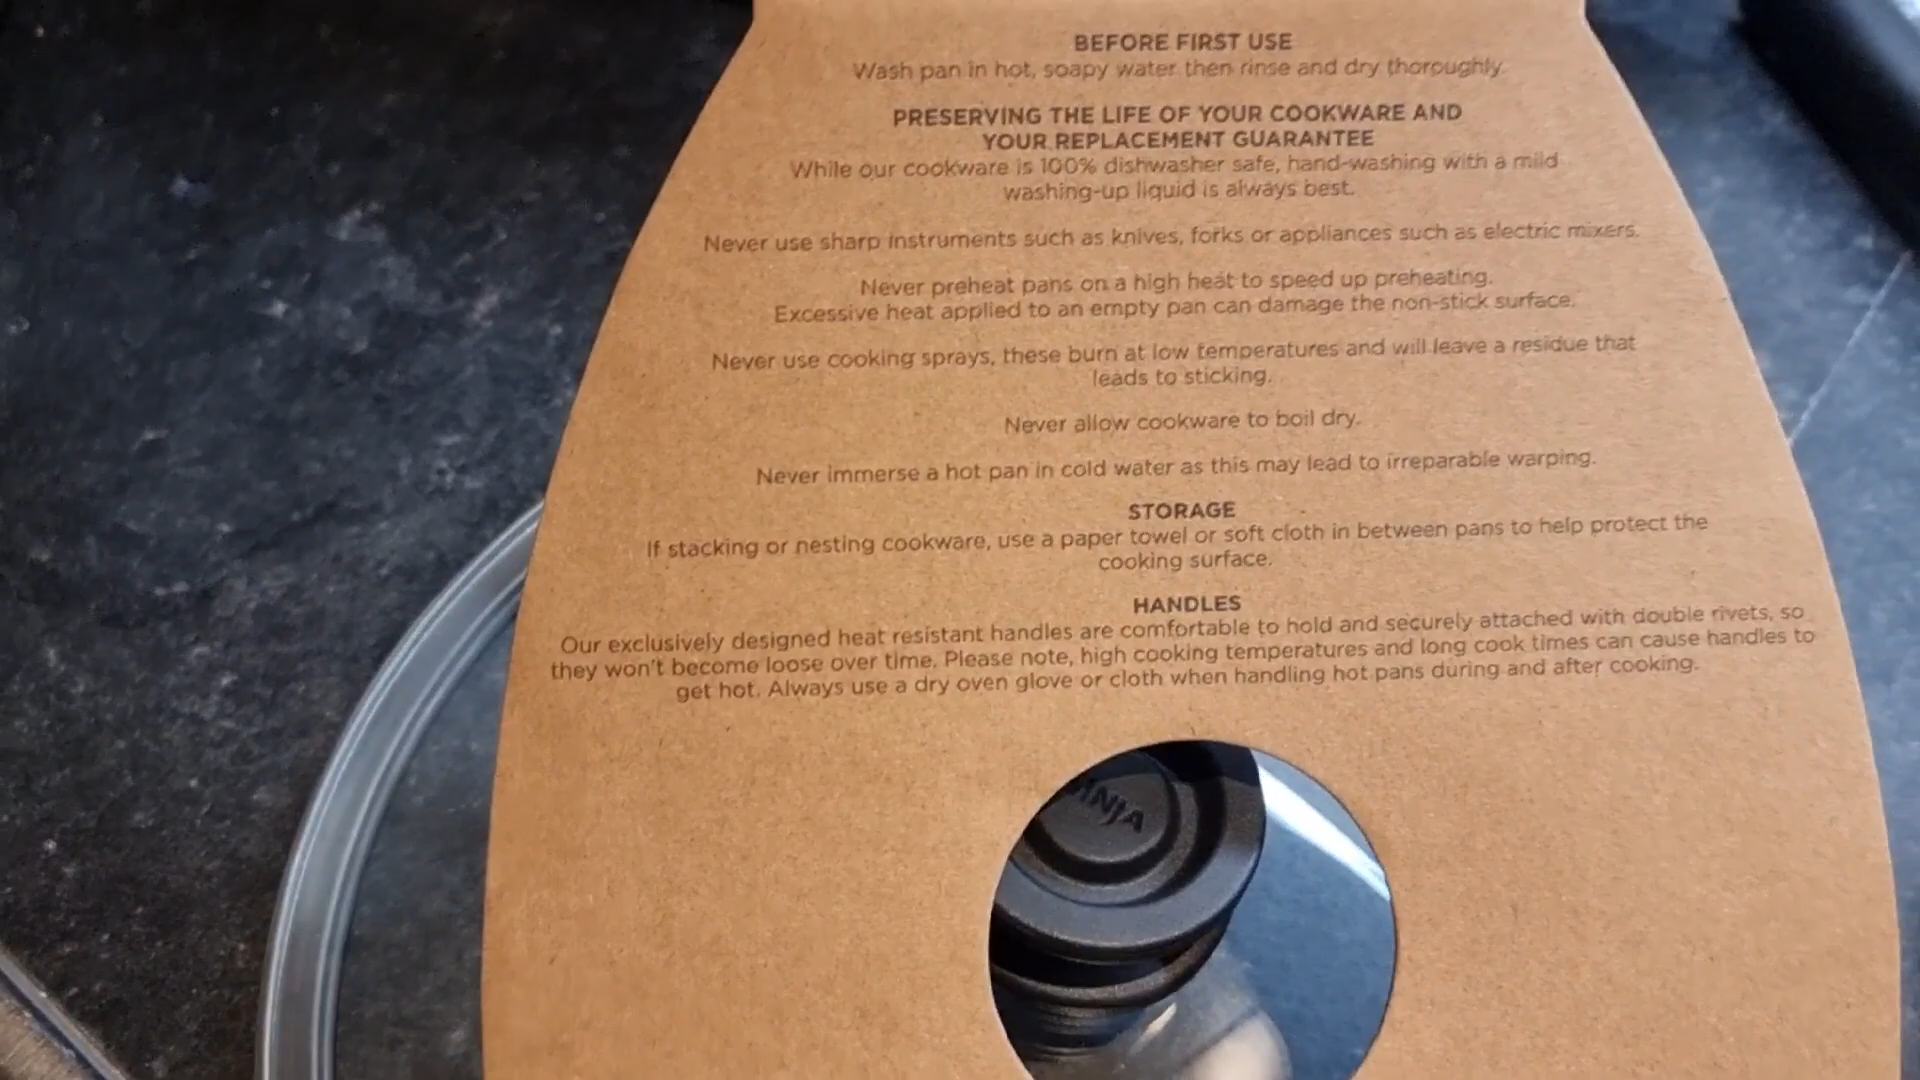 BEFORE FIRST USE
Wash pan in hot, soapy water then rinse and dry thoroughly.
PRESERVING THE LIFE OF YOUR COOKWARE AND
YOUR REPLACEMENT GUARANTEE
While our cookware is 100% dishwasher safe, hand-washing with a mild
washing-up liquid is always best.
Never use sharp instruments such as knives, forks or appliances such as electric mixers.
Never preheat pans on a high heat to speed up preheating.
Excessive heat applied to an empty pan can damage the non-stick surface.
Never use cooking sprays, these burn at low temperatures and will leave a residue that
leads to sticking.
Never allow cookware to boil dry.
Never immerse a hot pan in cold water as this may lead to irreparable warping.
STORAGE
If stacking or nesting cookware, use a paper towel or soft cloth in between pans to help protect the
cooking surface.
HANDLES
Our exclusively designed heat resistant handles are comfortable to hold and securely attached with double rivets, so
they won't become loose over time. Please note, high cooking temperatures and long cook times can cause handles to
get hot. Always use a dry oven glove or cloth when handling hot pans during and after cooking.
NINJA